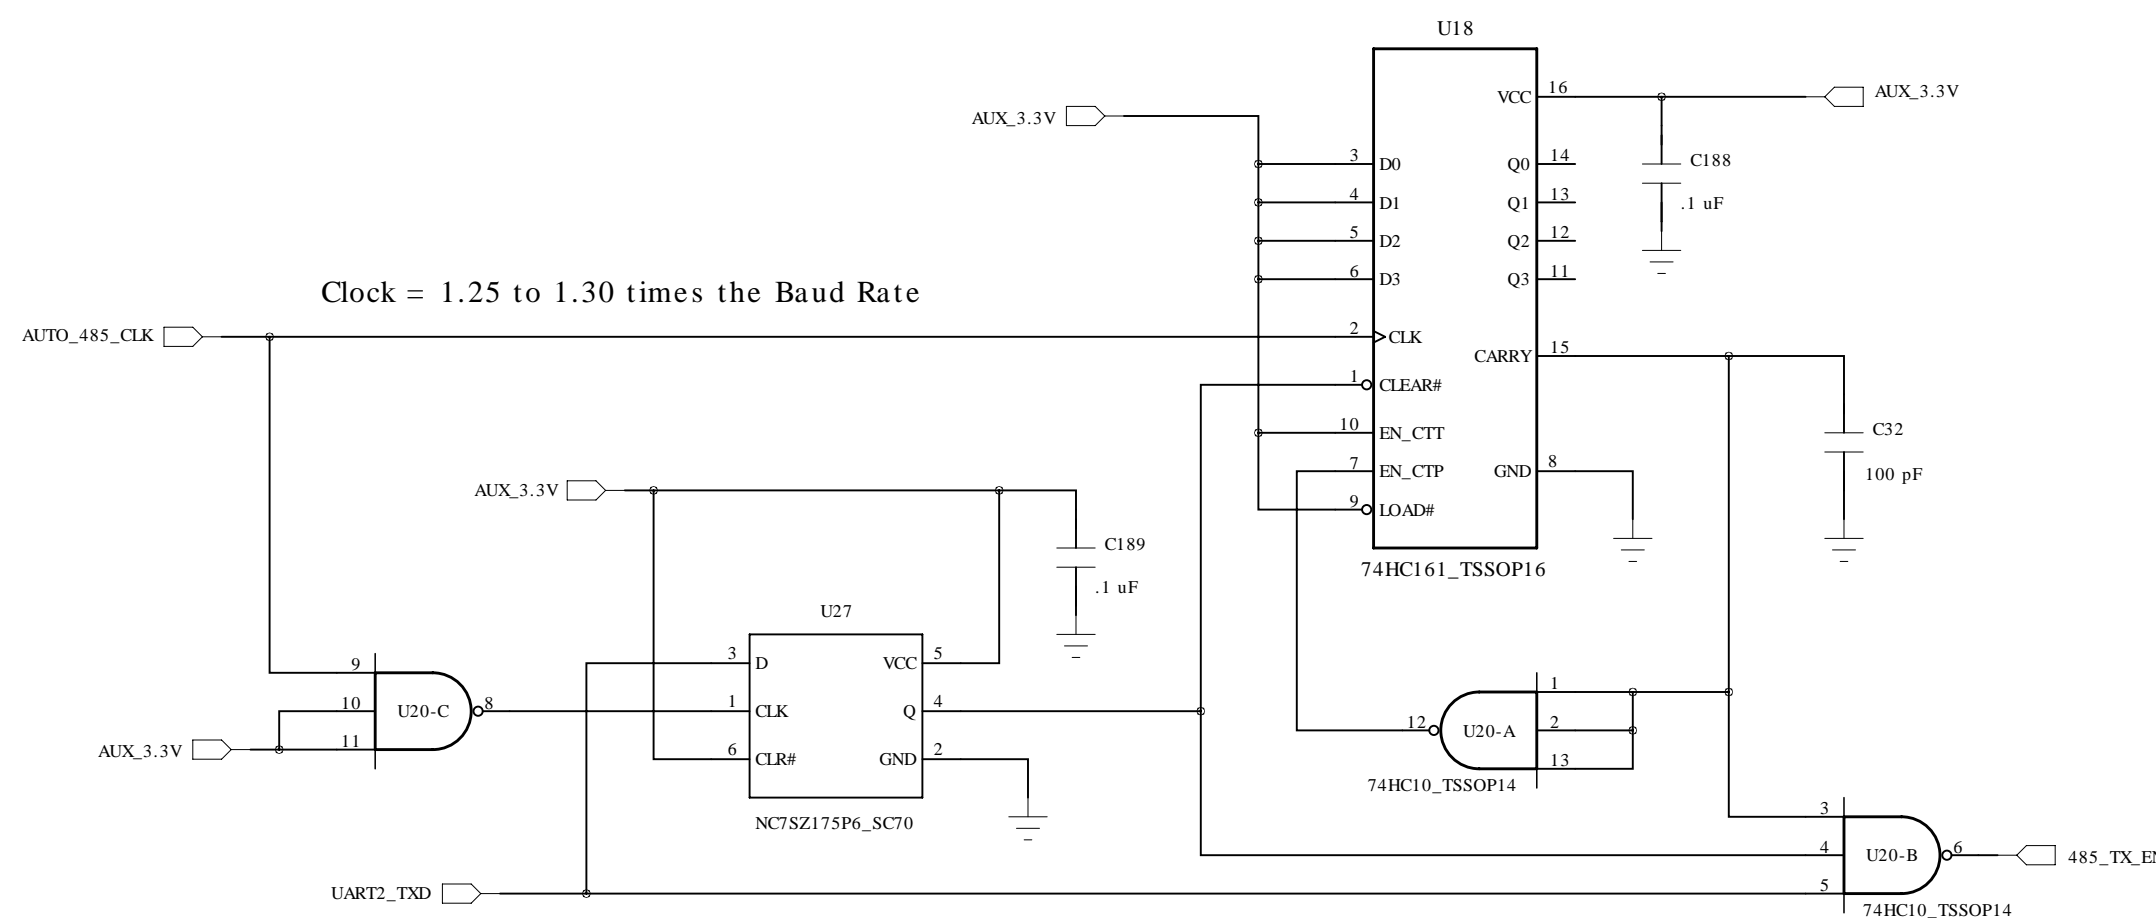 U18
VCC
16
AUX_3.3V
AUX_3.3V
3
D0
Q0
14
C188
4
D1
Q1
13
.1 uF
5
D2
Q2
12
6
D3
Q3
11
Clock = 1.25 to 1.30 times the Baud Rate
AUTO_485_CLK
2
CLK
CARRY
15
1
CLEAR#
10
EN_CTT
C32
7
EN_CTP
GND
8
100 pF
AUX_3.3V
9
LOAD#
C189
.1 uF
74HC161_TSSOP16
U27
3
D
VCC
5
9
10
U20-C
8
11
AUX_3.3V
1
CLK
Q
4
6
CLR#
GND
2
NC7SZ175P6_SC70
1
12
U20-A
2
13
74HC10_TSSOP14
3
4
U20-B
6
485_TX_EN
5
UART2_TXD
74HC10_TSSOP14